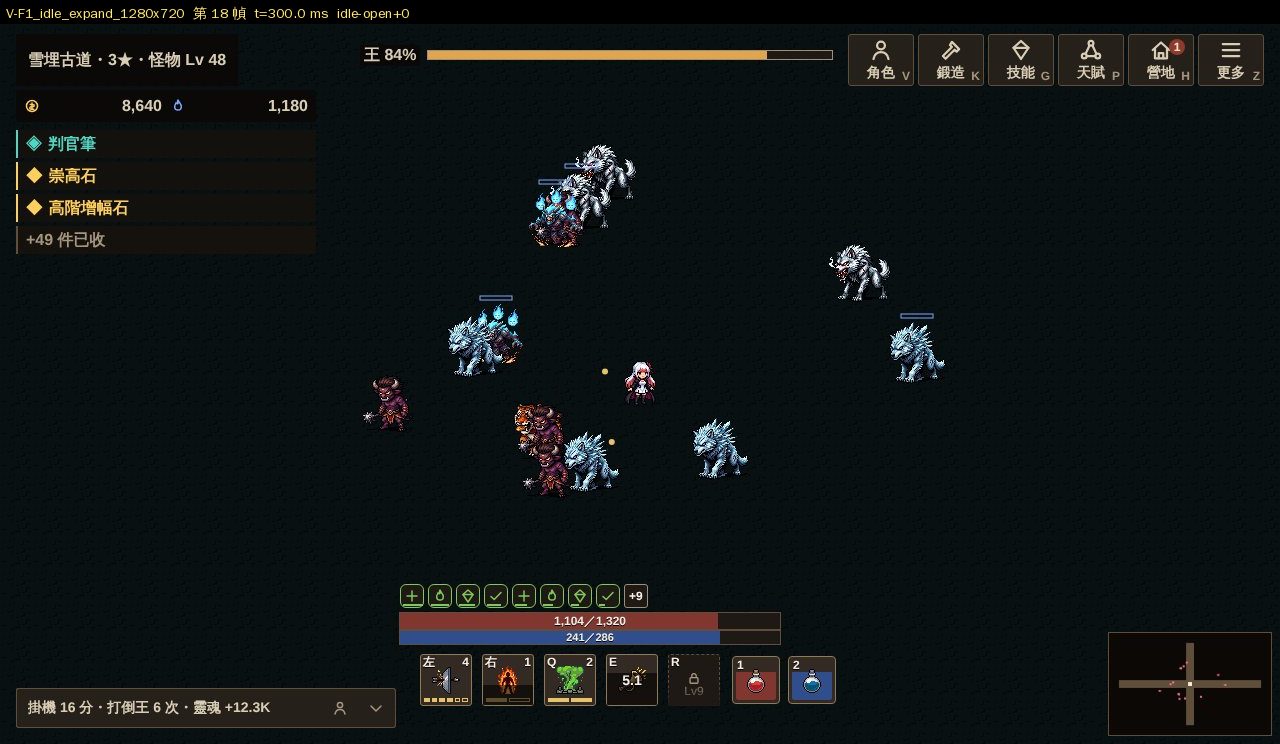 V-F1_idle_expand_1280x720 第 18 幀 t=300.0 ms idle-open+0
雪埋古道・3★・怪物 Lv 48
王 84%
角色 V
鍛造 K
技能 G
天賦 P
營地 H 1
更多 Z
8,640 1,180
判官筆
崇高石
高階增幅石
+49 件已收
+9
1,104／1,320
241／286
左 4
右 1
Q 2
E 5.1
R Lv9
1
2
掛機 16 分・打倒王 6 次・靈魂 +12.3K